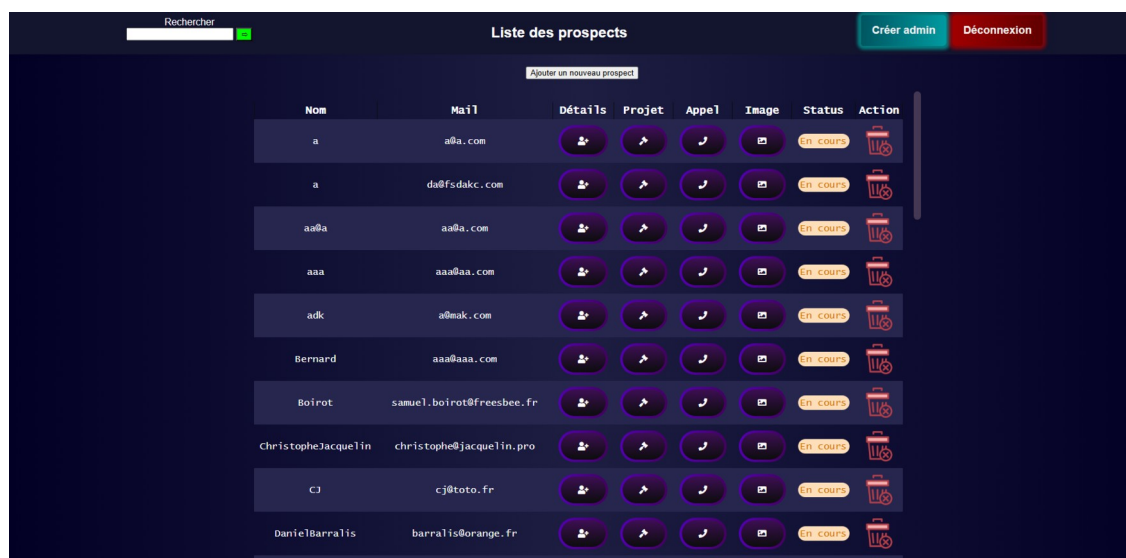 Rechercher
Liste des prospects
Créer admin
Déconnexion
Ajouter un nouveau prospect
Nom Mail Détails Projet Appel Image Status Action
a a@a.com En cours
a da@fsdakc.com En cours
aa@a aa@a.com En cours
aaa aaa@aa.com En cours
adk a@mak.com En cours
Bernard aaa@aaa.com En cours
Boirot samuel.boirot@freesbee.fr En cours
ChristopheJacquelin christophe@jacquelin.pro En cours
CJ cj@toto.fr En cours
DanielBarralis barralis@orange.fr En cours